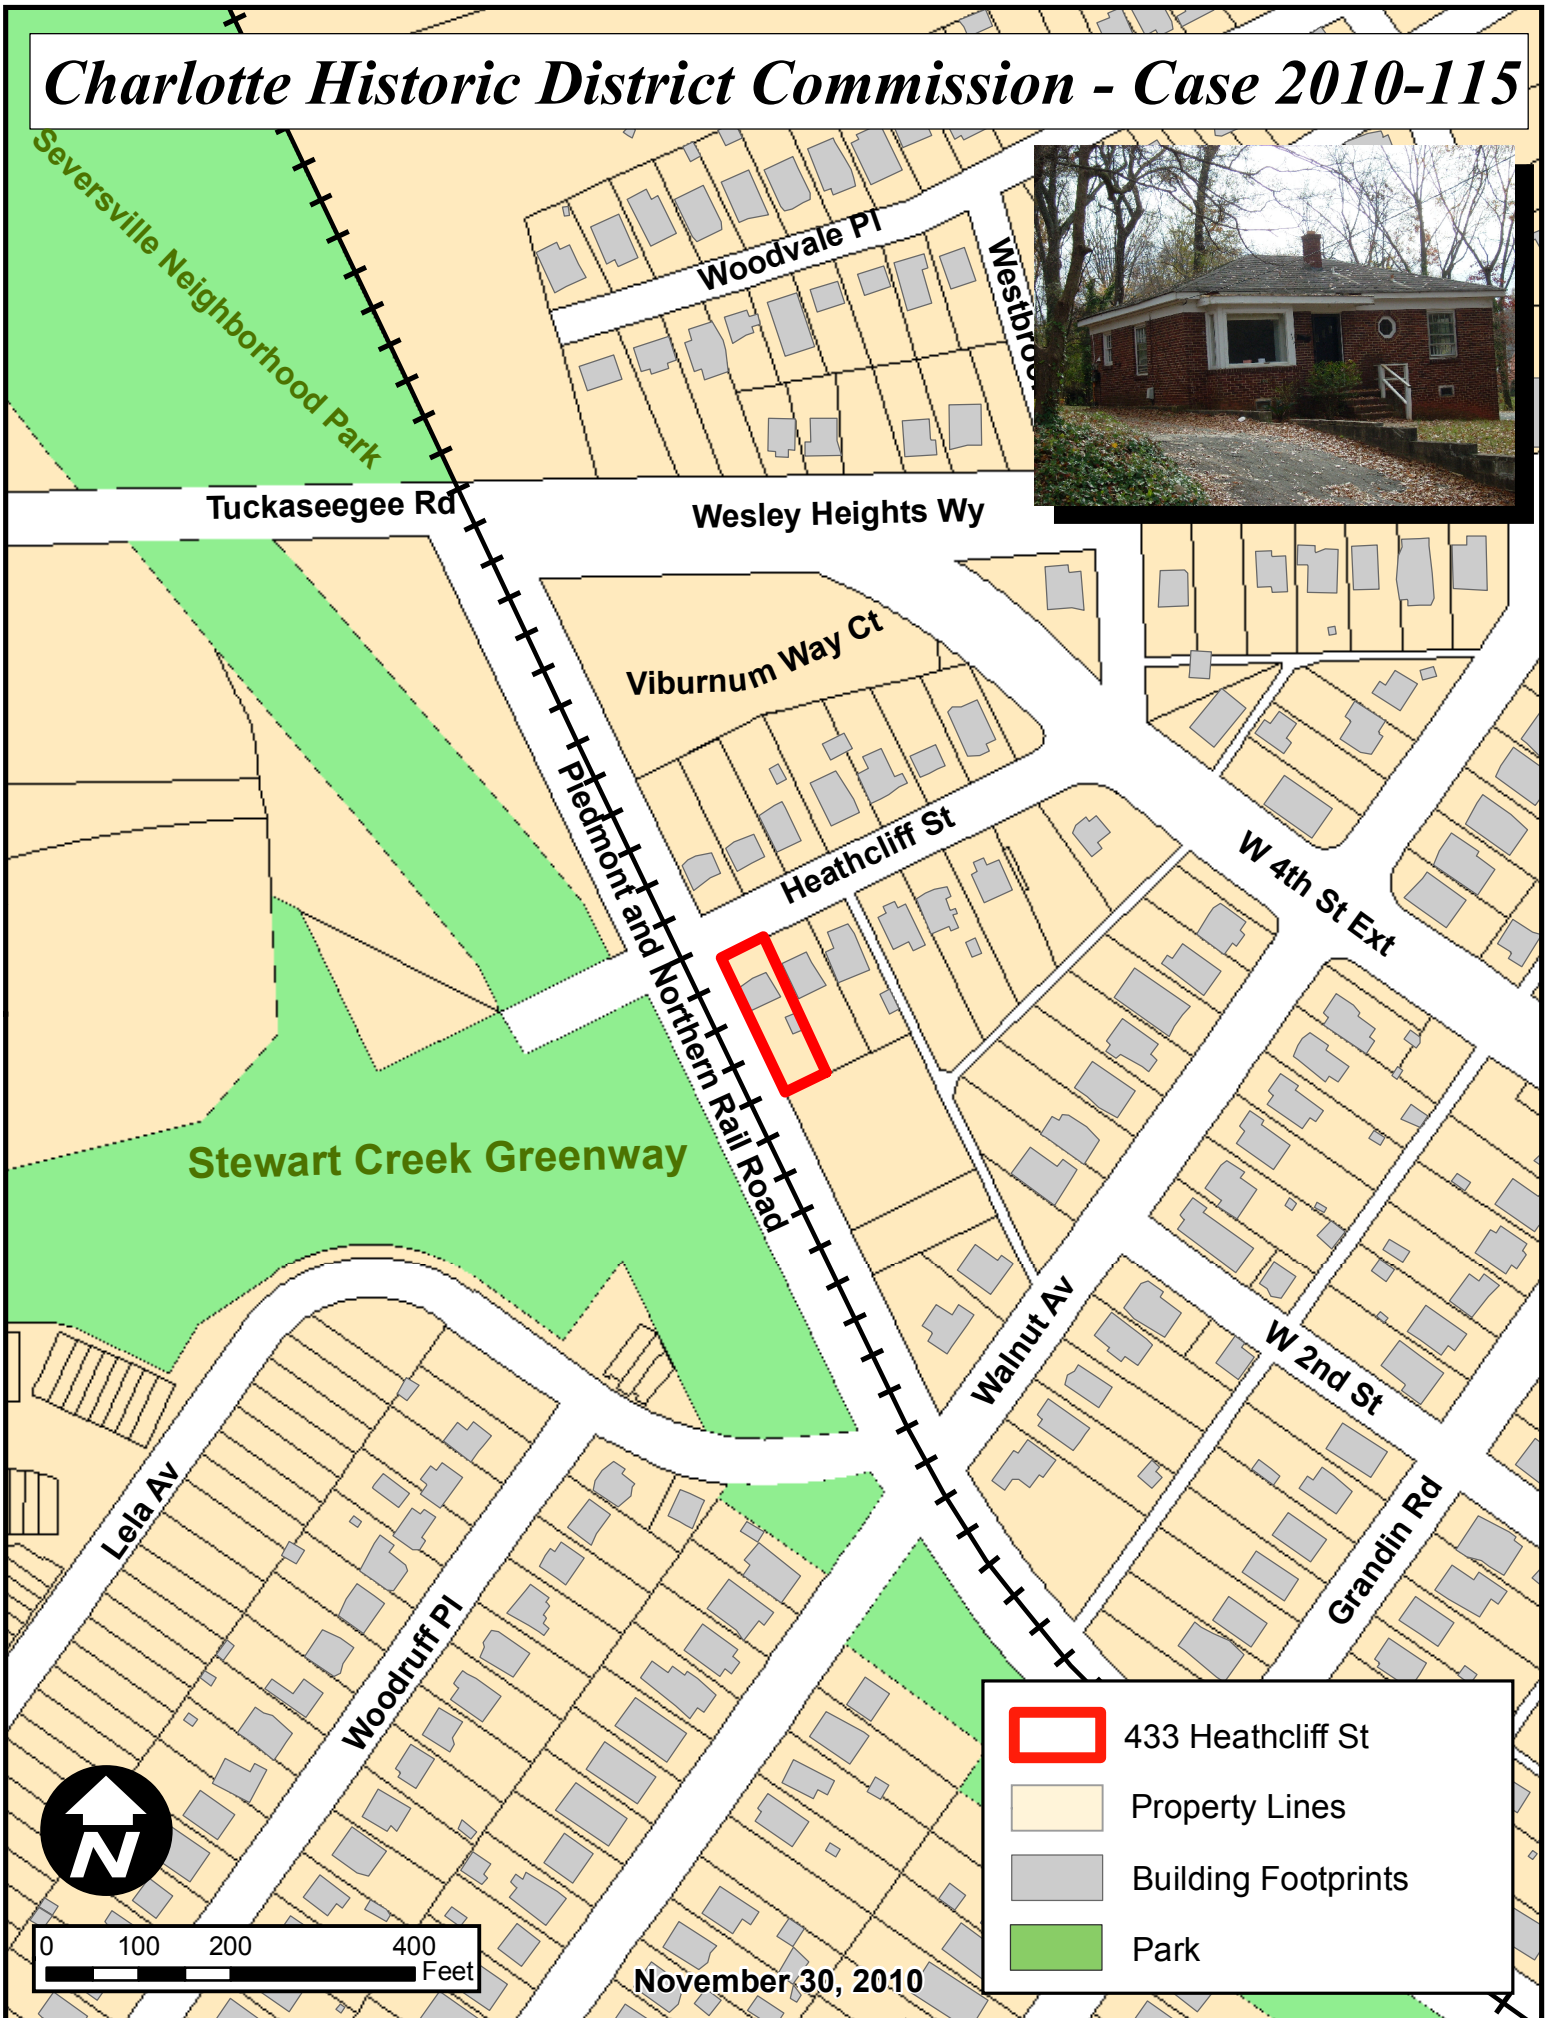 Charlotte Historic District Commission - Case 2010-115
Seversville Neighborhood Park
Woodvale Pl
Tuckaseegee Rd
Wesley Heights Wy
Viburnum Way Ct
Piedmont and Northern Rail Road
Heathcliff St
W 4th St Ext
Stewart Creek Greenway
Walnut Av
W 2nd St
Lela Av
Woodruff Pl
Grandin Rd
433 Heathcliff St
Property Lines
Building Footprints
Park
N
0 100 200 400
Feet
November 30, 2010